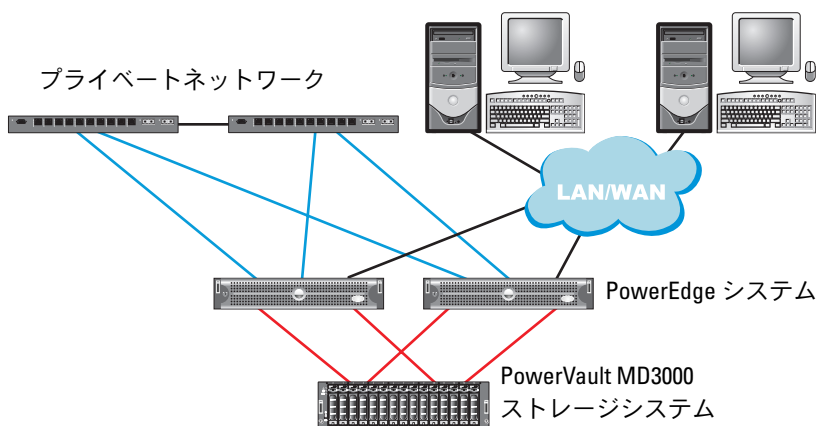 プライベートネットワーク
LAN/WAN
PowerEdge システム
PowerVault MD3000
ストレージシステム